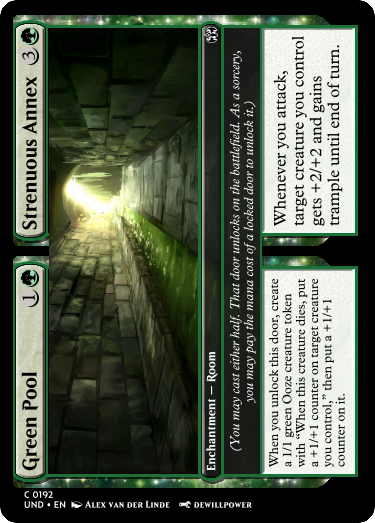 Green Pool 1
When you unlock this door, create
a 1/1 green Ooze creature token
with "When this creature dies, put
a +1/+1 counter on target creature
you control," then put a +1/+1
counter on it.
Strenuous Annex 3
Whenever you attack,
target creature you control
gets +2/+2 and gains
trample until end of turn.
Enchantment — Room
(You may cast either half. That door unlocks on the battlefield. As a sorcery,
you may pay the mana cost of a locked door to unlock it.)
C 0192
UND • EN Alex van der Linde dewillpower